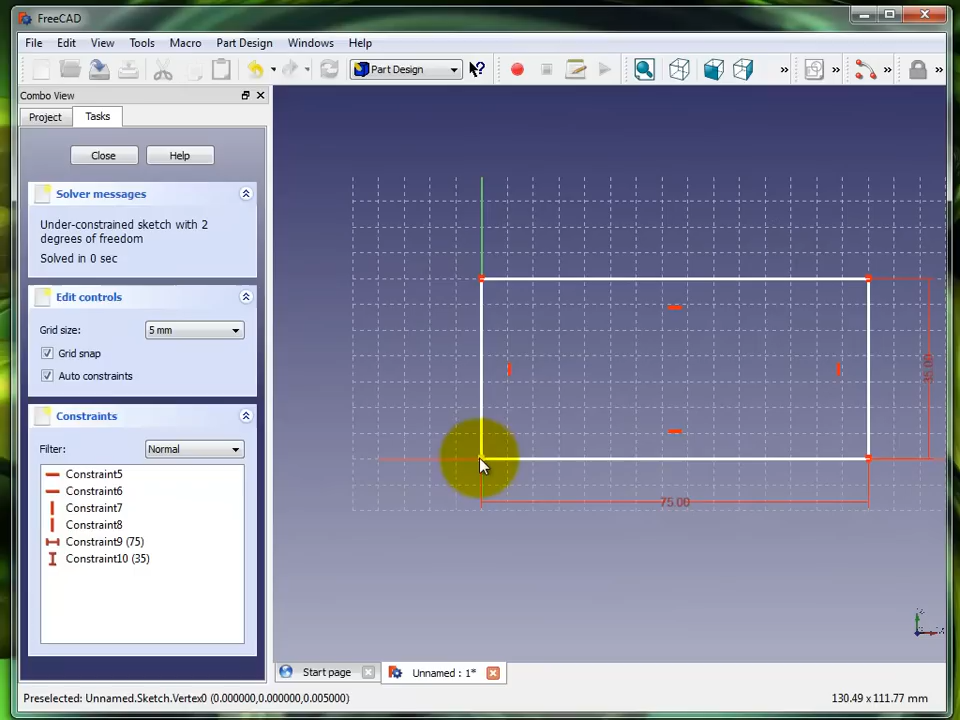 FreeCAD
File Edit View Tools Macro Part Design Windows Help
Part Design
Combo View
Project Tasks
Close Help
Solver messages
Under-constrained sketch with 2
degrees of freedom
Solved in 0 sec
Edit controls
Grid size: 5 mm
Grid snap
Auto constraints
Constraints
Filter: Normal
Constraint5
Constraint6
Constraint7
Constraint8
Constraint9 (75)
Constraint10 (35)
35.00
75.00
Start page
Unnamed : 1*
Preselected: Unnamed.Sketch.Vertex0 (0.000000,0.000000,0.005000)
130.49 x 111.77 mm